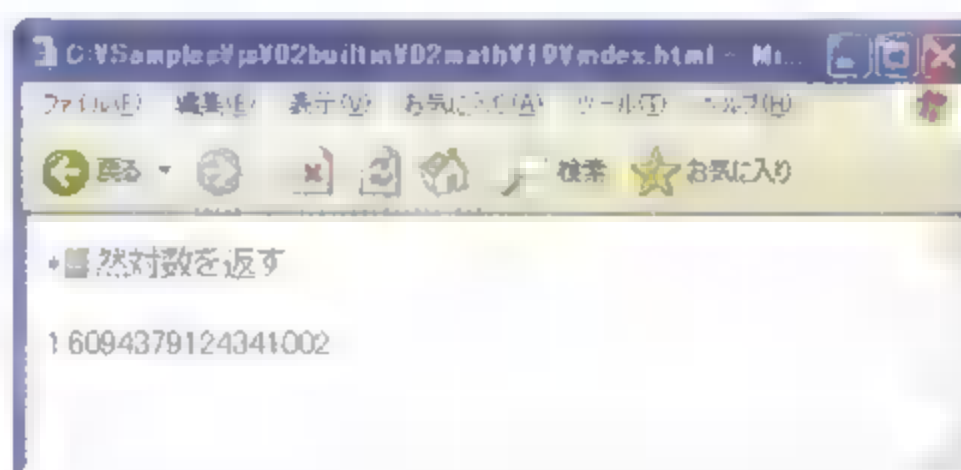 C:¥Samples¥js¥02builtin¥02math¥19¥index.html - Mi...
ファイル(F) 編集(E) 表示(V) お気に入り(A) ツール(T) ヘルプ(H)
戻る 検索 お気に入り
•自然対数を返す
1.6094379124341002